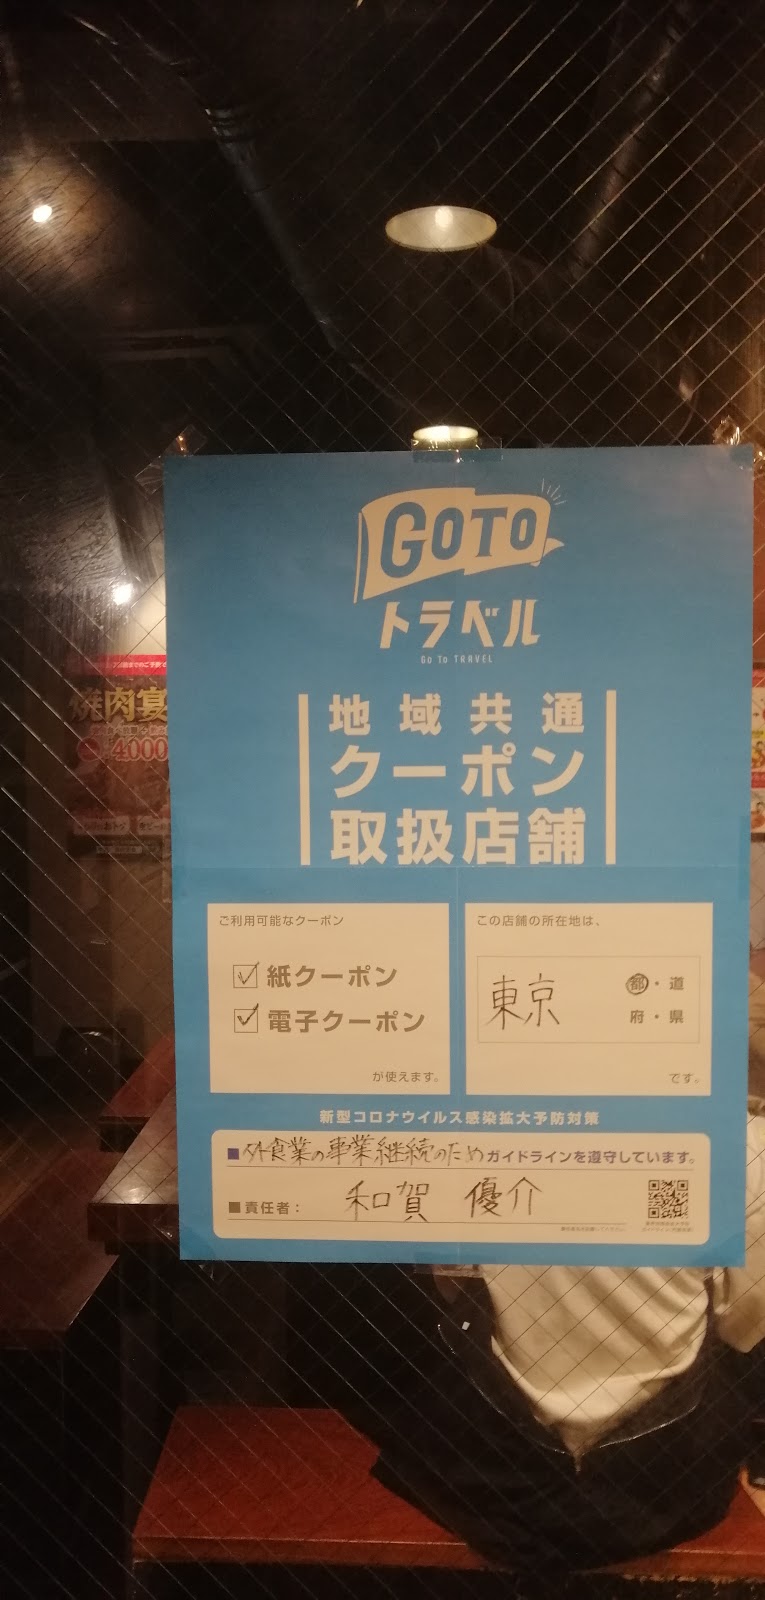 GOTO
トラベル
Go To TRAVEL
地域共通
クーポン
取扱店舗
ご利用可能なクーポン
紙クーポン
電子クーポン
が使えます。
この店舗の所在地は、
東京
都・道
府・県
です。
新型コロナウイルス感染拡大予防対策
■外食業の事業継続のためガイドラインを遵守しています。
■責任者： 和賀 優介
焼肉宴
4,000